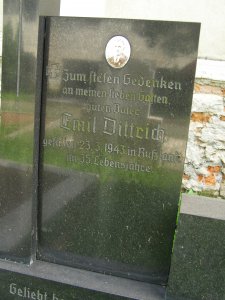 Zum steten Gedenken
an meinen lieben Gatten,
guten Vater
Emil Dittrich
gefallen 23.3.1943 in Rußland
im 35. Lebensjahre.
Geliebt